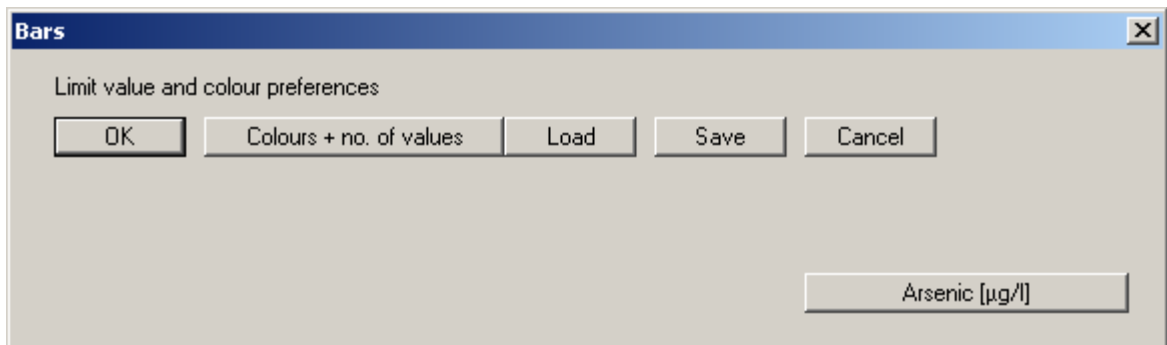 Bars
Limit value and colour preferences
OK Colours + no. of values Load Save Cancel
Arsenic [µg/l]